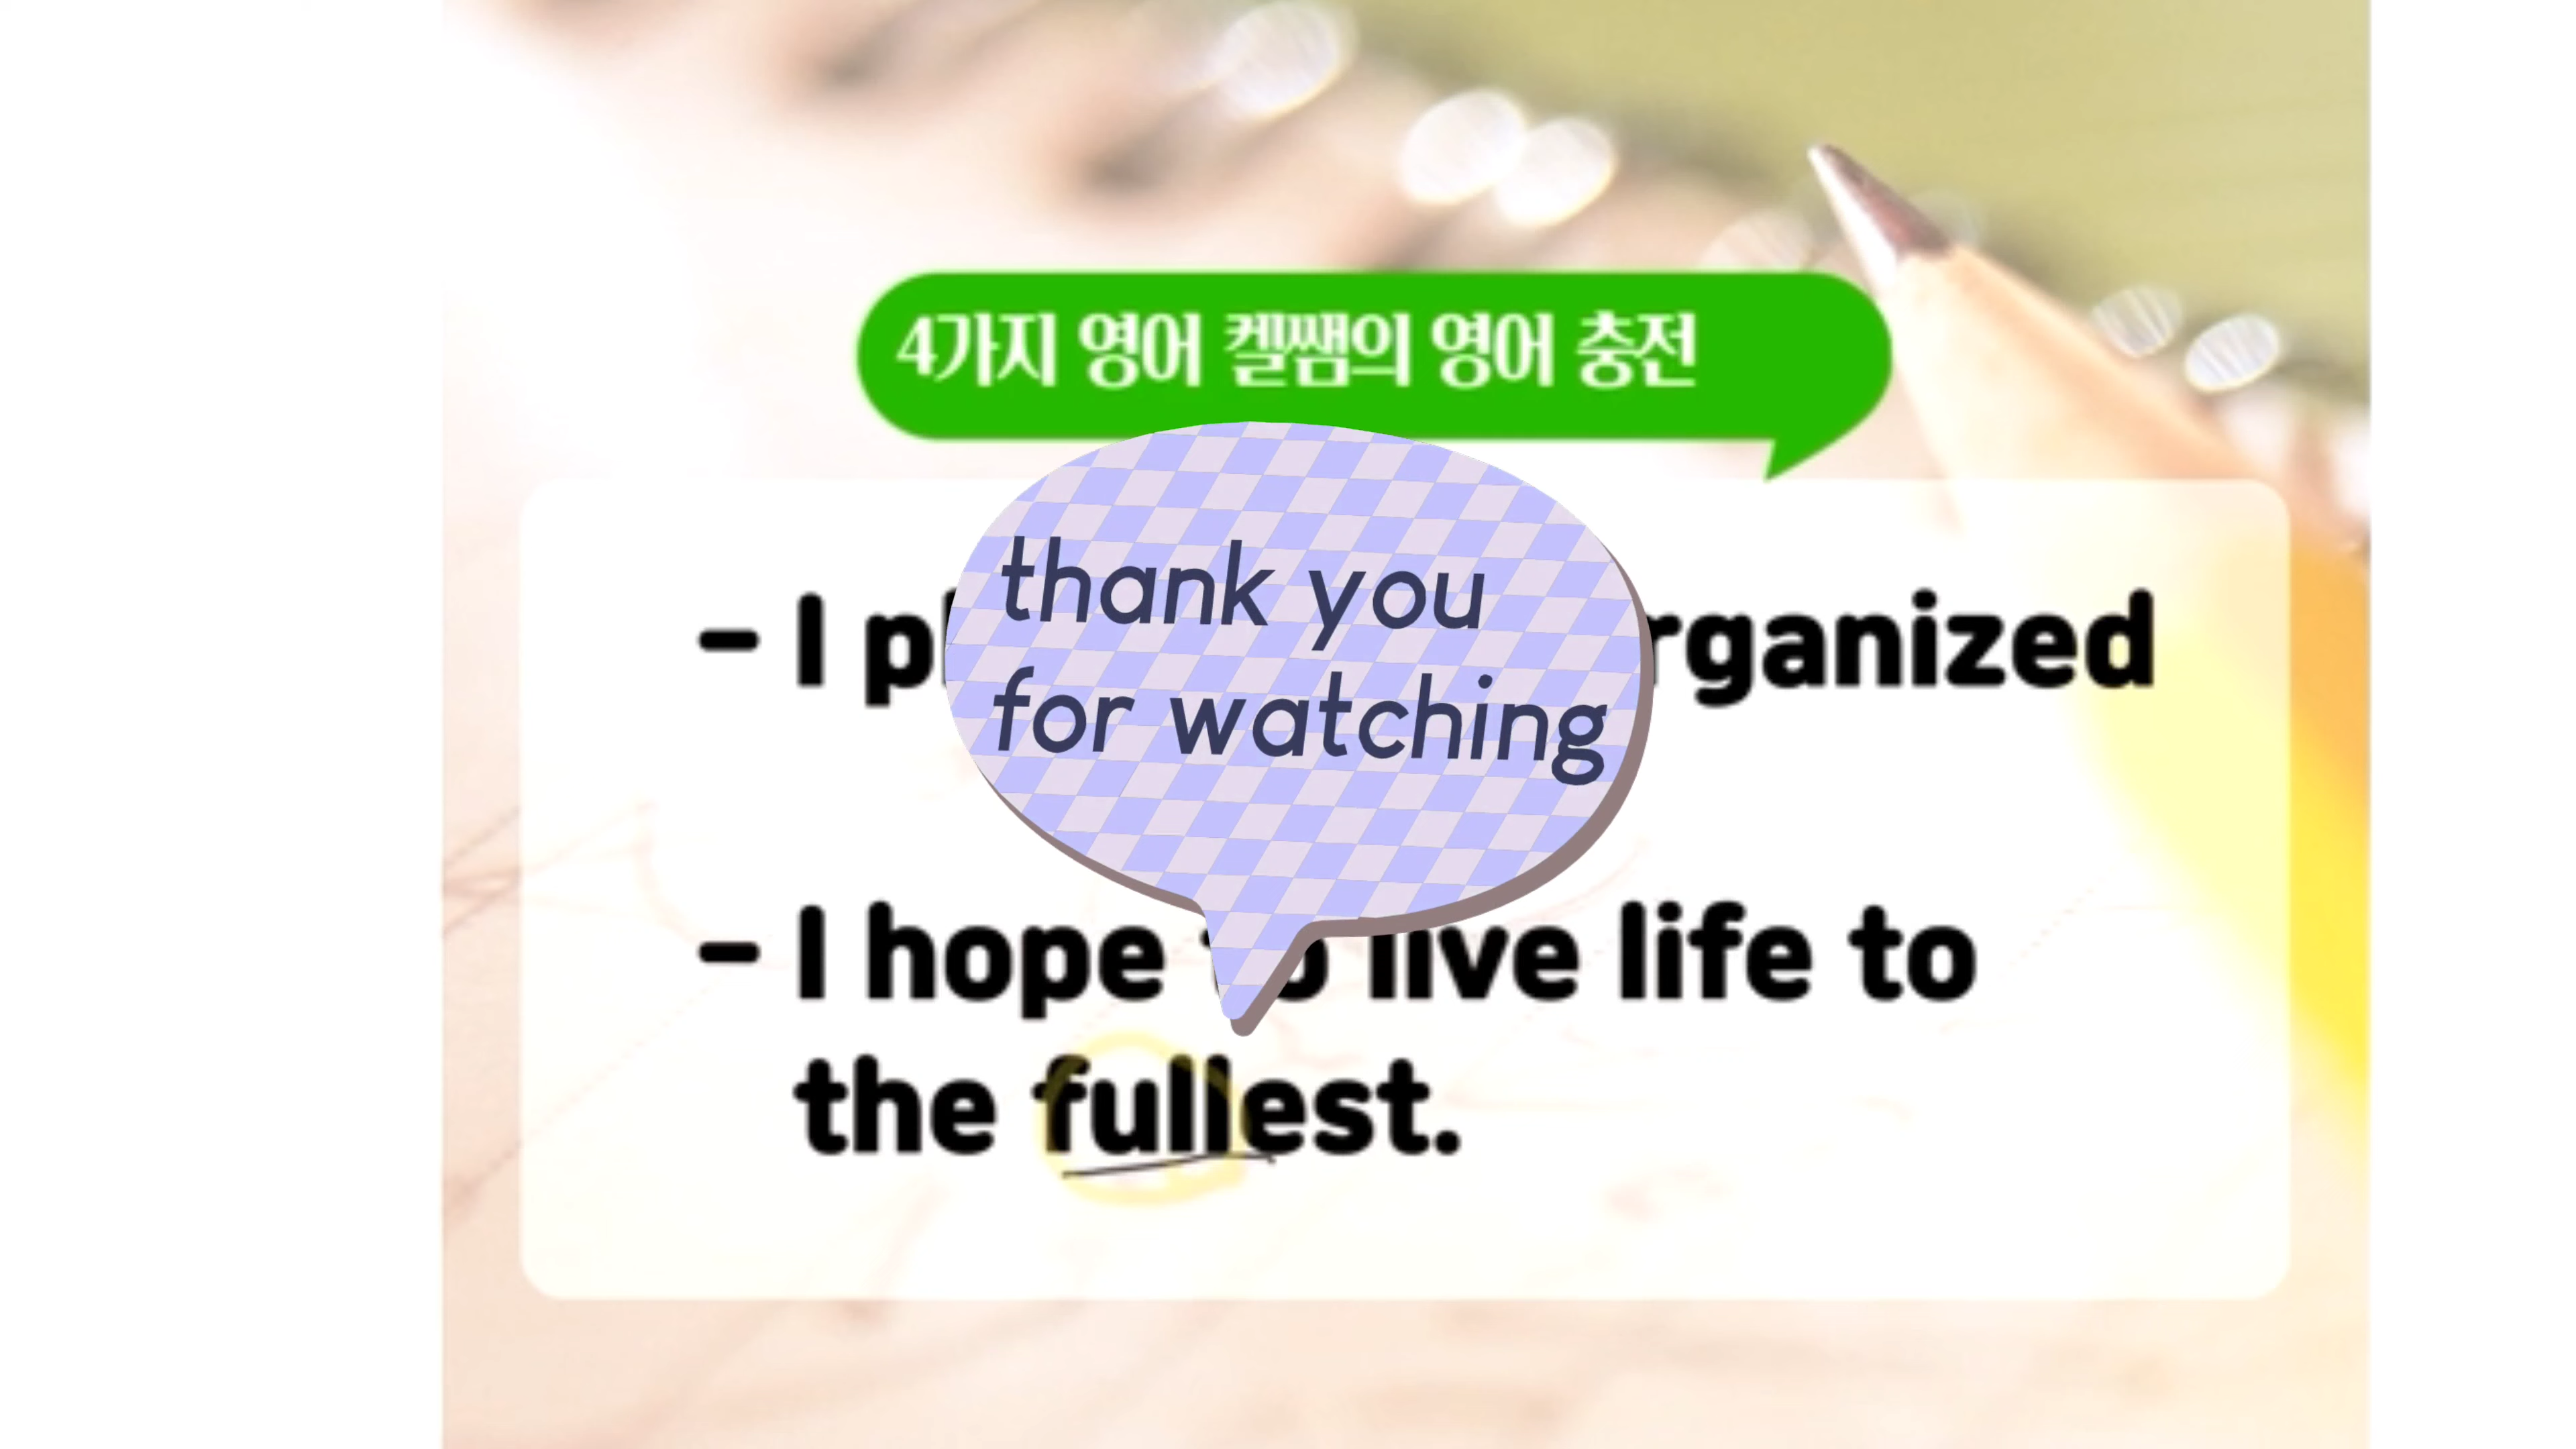 4가지 영어 켈쌤의 영어 충전
thank you
for watching
- I
- I hope to live life to
the fullest.